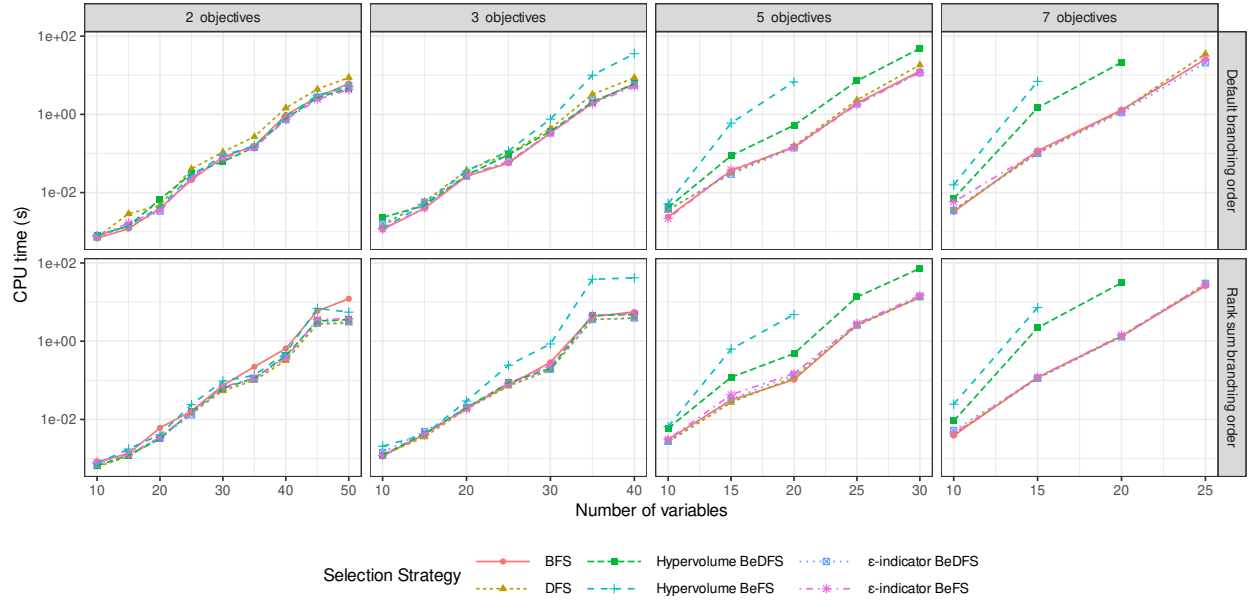 2 objectives 3 objectives 5 objectives 7 objectives
1e+02
1e+00
1e-02
Default branching order
1e+02
1e+00
1e-02
Rank sum branching order
CPU time (s)
10 20 30 40 50 10 20 30 40 10 15 20 25 30 10 15 20 25
Number of variables
Selection Strategy
BFS Hypervolume BeDFS ε-indicator BeDFS
DFS Hypervolume BeFS ε-indicator BeFS